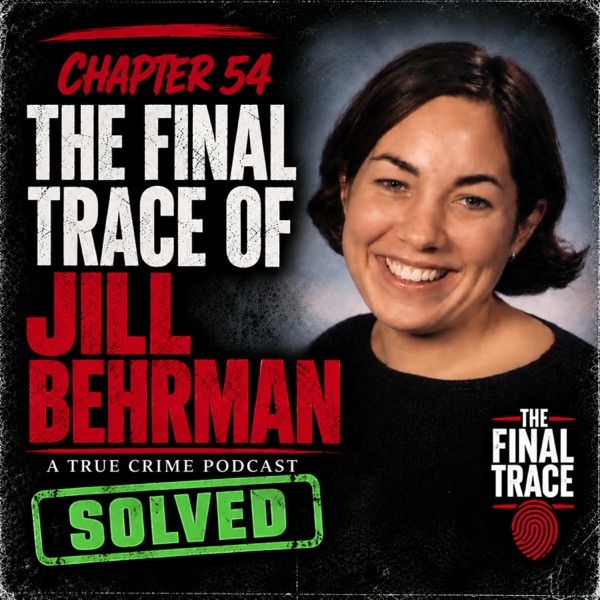 CHAPTER 54
THE FINAL
TRACE OF
JILL
BEHRMAN
A TRUE CRIME PODCAST
SOLVED
THE
FINAL
TRACE